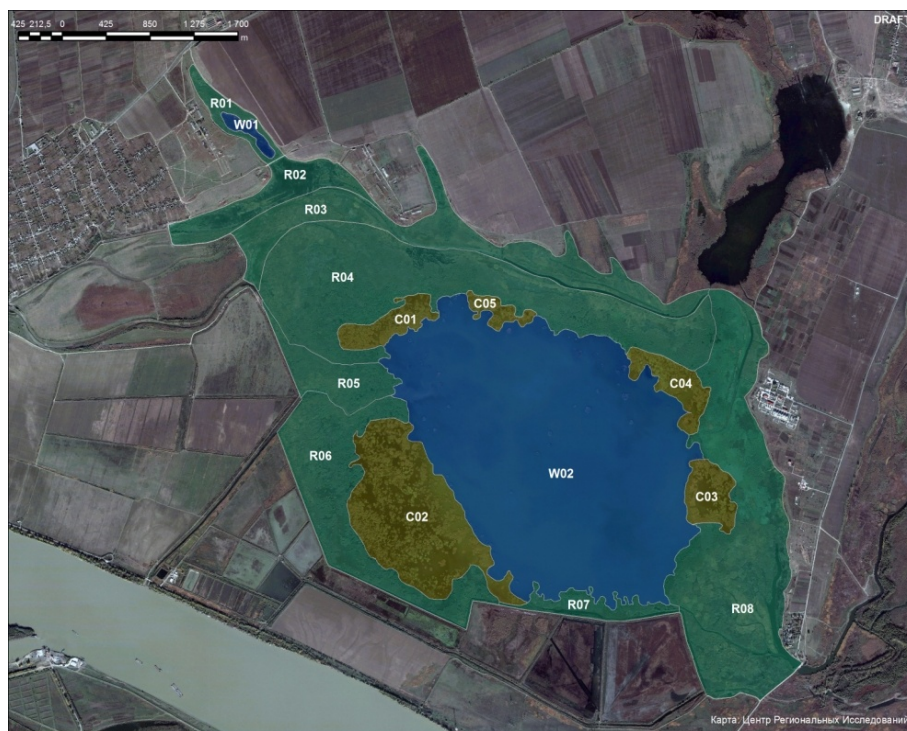 425 212,5 0 425 850 1 275 1 700
m
DRAFT
R01
W01
R02
R03
R04
C05
C01
R05
C04
R06
W02
C03
C02
R07
R08
Карта: Центр Региональных Исследований